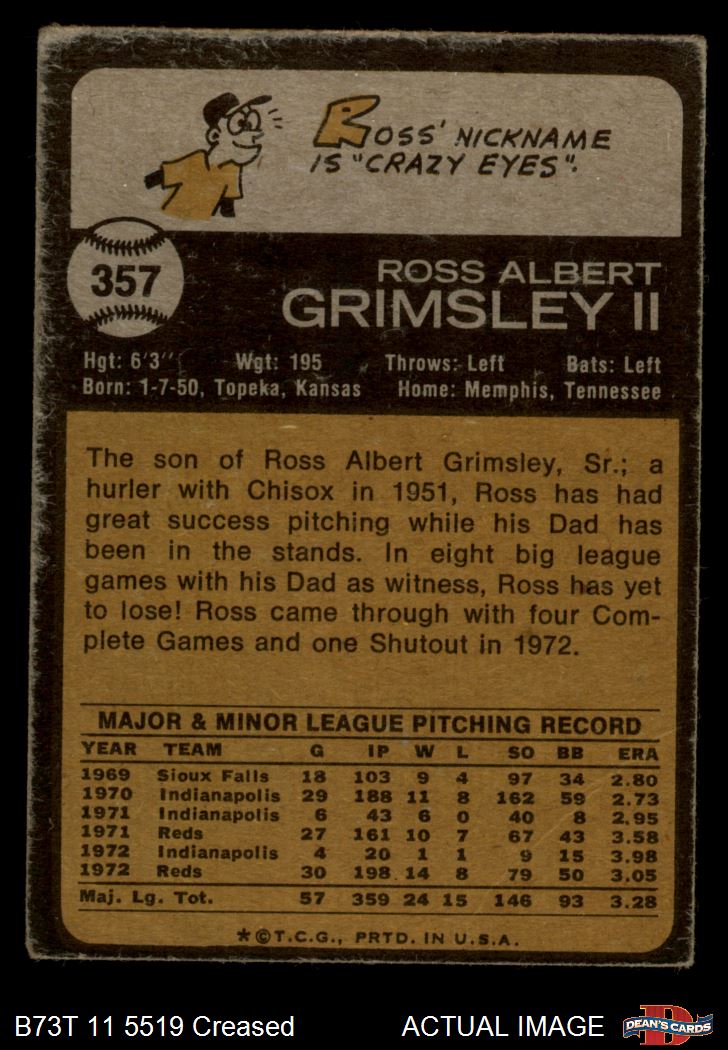 ROSS' NICKNAME
IS "CRAZY EYES".
357
ROSS ALBERT
GRIMSLEY II
Hgt: 6'3" Wgt: 195 Throws: Left Bats: Left
Born: 1-7-50, Topeka, Kansas Home: Memphis, Tennessee
The son of Ross Albert Grimsley, Sr.; a
hurler with Chisox in 1951, Ross has had
great success pitching while his Dad has
been in the stands. In eight big league
games with his Dad as witness, Ross has yet
to lose! Ross came through with four Com-
plete Games and one Shutout in 1972.
MAJOR & MINOR LEAGUE PITCHING RECORD
YEAR TEAM G IP W L SO BB ERA
1969 Sioux Falls 18 103 9 4 97 34 2.80
1970 Indianapolis 29 188 11 8 162 59 2.73
1971 Indianapolis 6 43 6 0 40 8 2.95
1971 Reds 27 161 10 7 67 43 3.58
1972 Indianapolis 4 20 1 1 9 15 3.98
1972 Reds 30 198 14 8 79 50 3.05
Maj. Lg. Tot. 57 359 24 15 146 93 3.28
*©T.C.G., PRTD. IN U.S.A.
B73T 11 5519 Creased ACTUAL IMAGE
D
DEAN'S CARDS